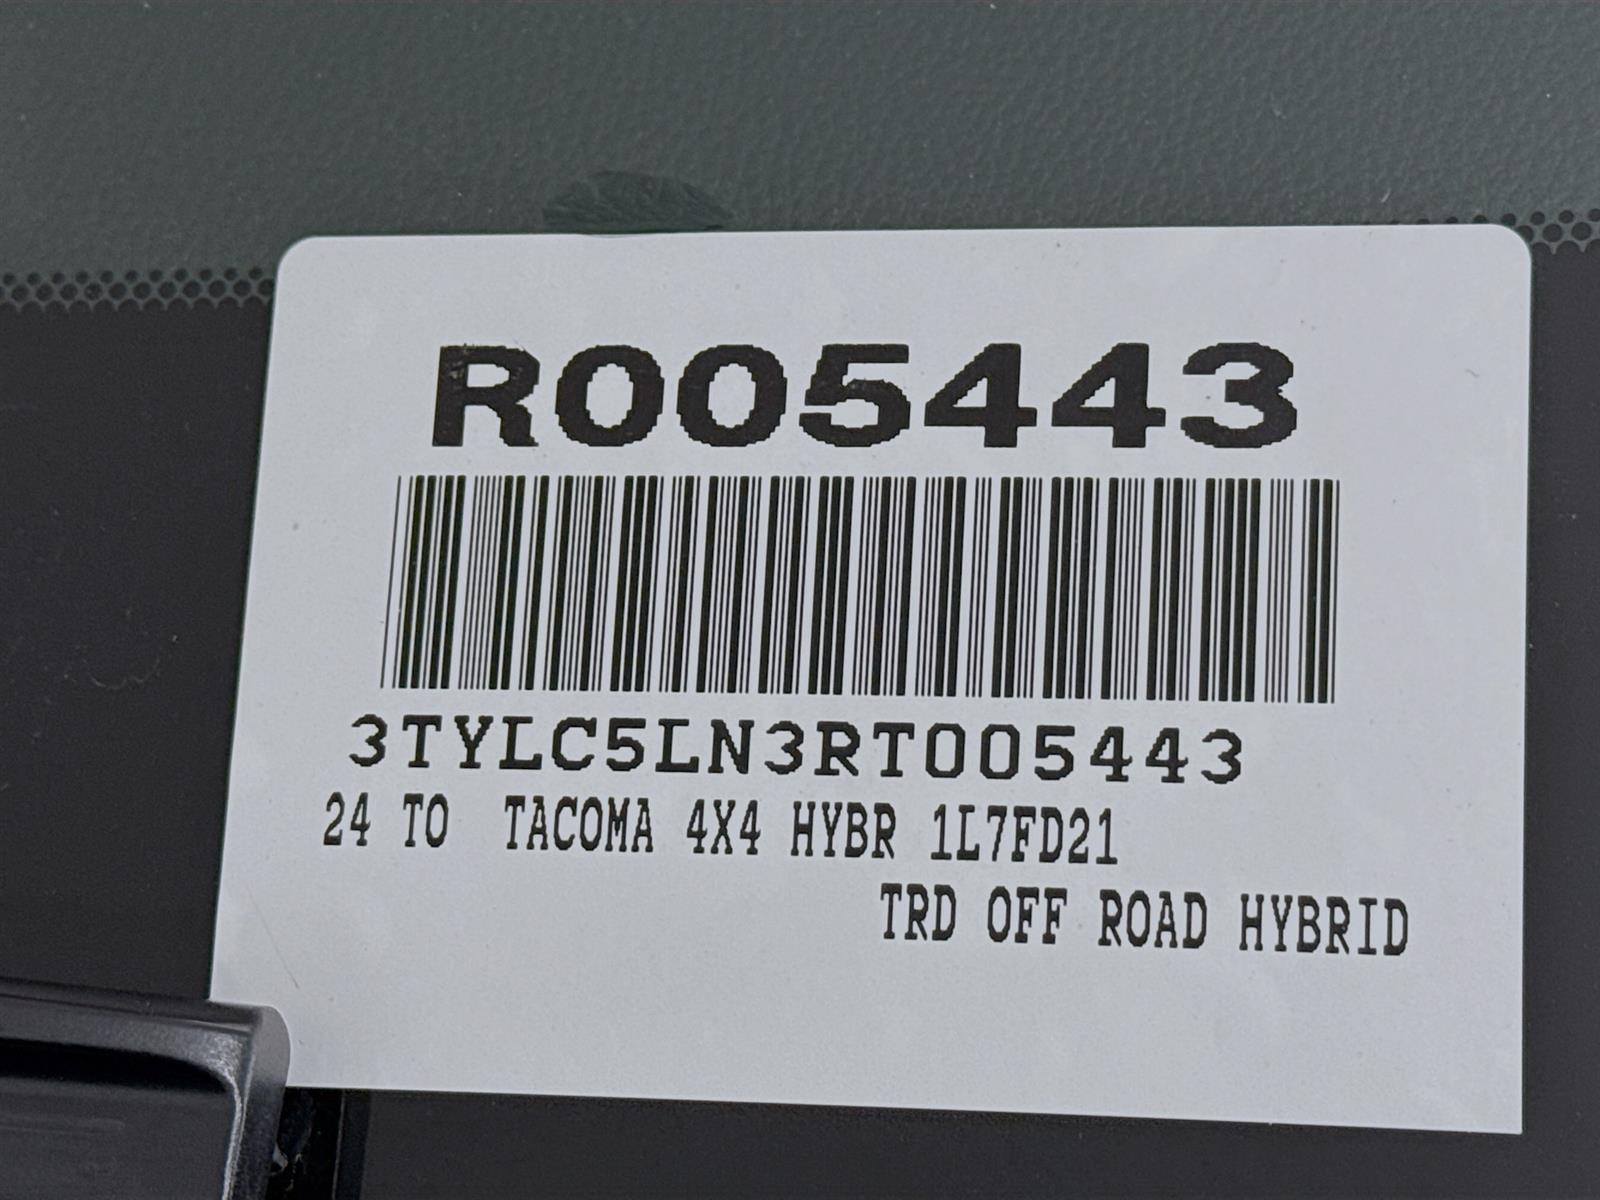 R005443
3TYLC5LN3RT005443
24 TO TACOMA 4X4 HYBR 1L7FD21
TRD OFF ROAD HYBRID